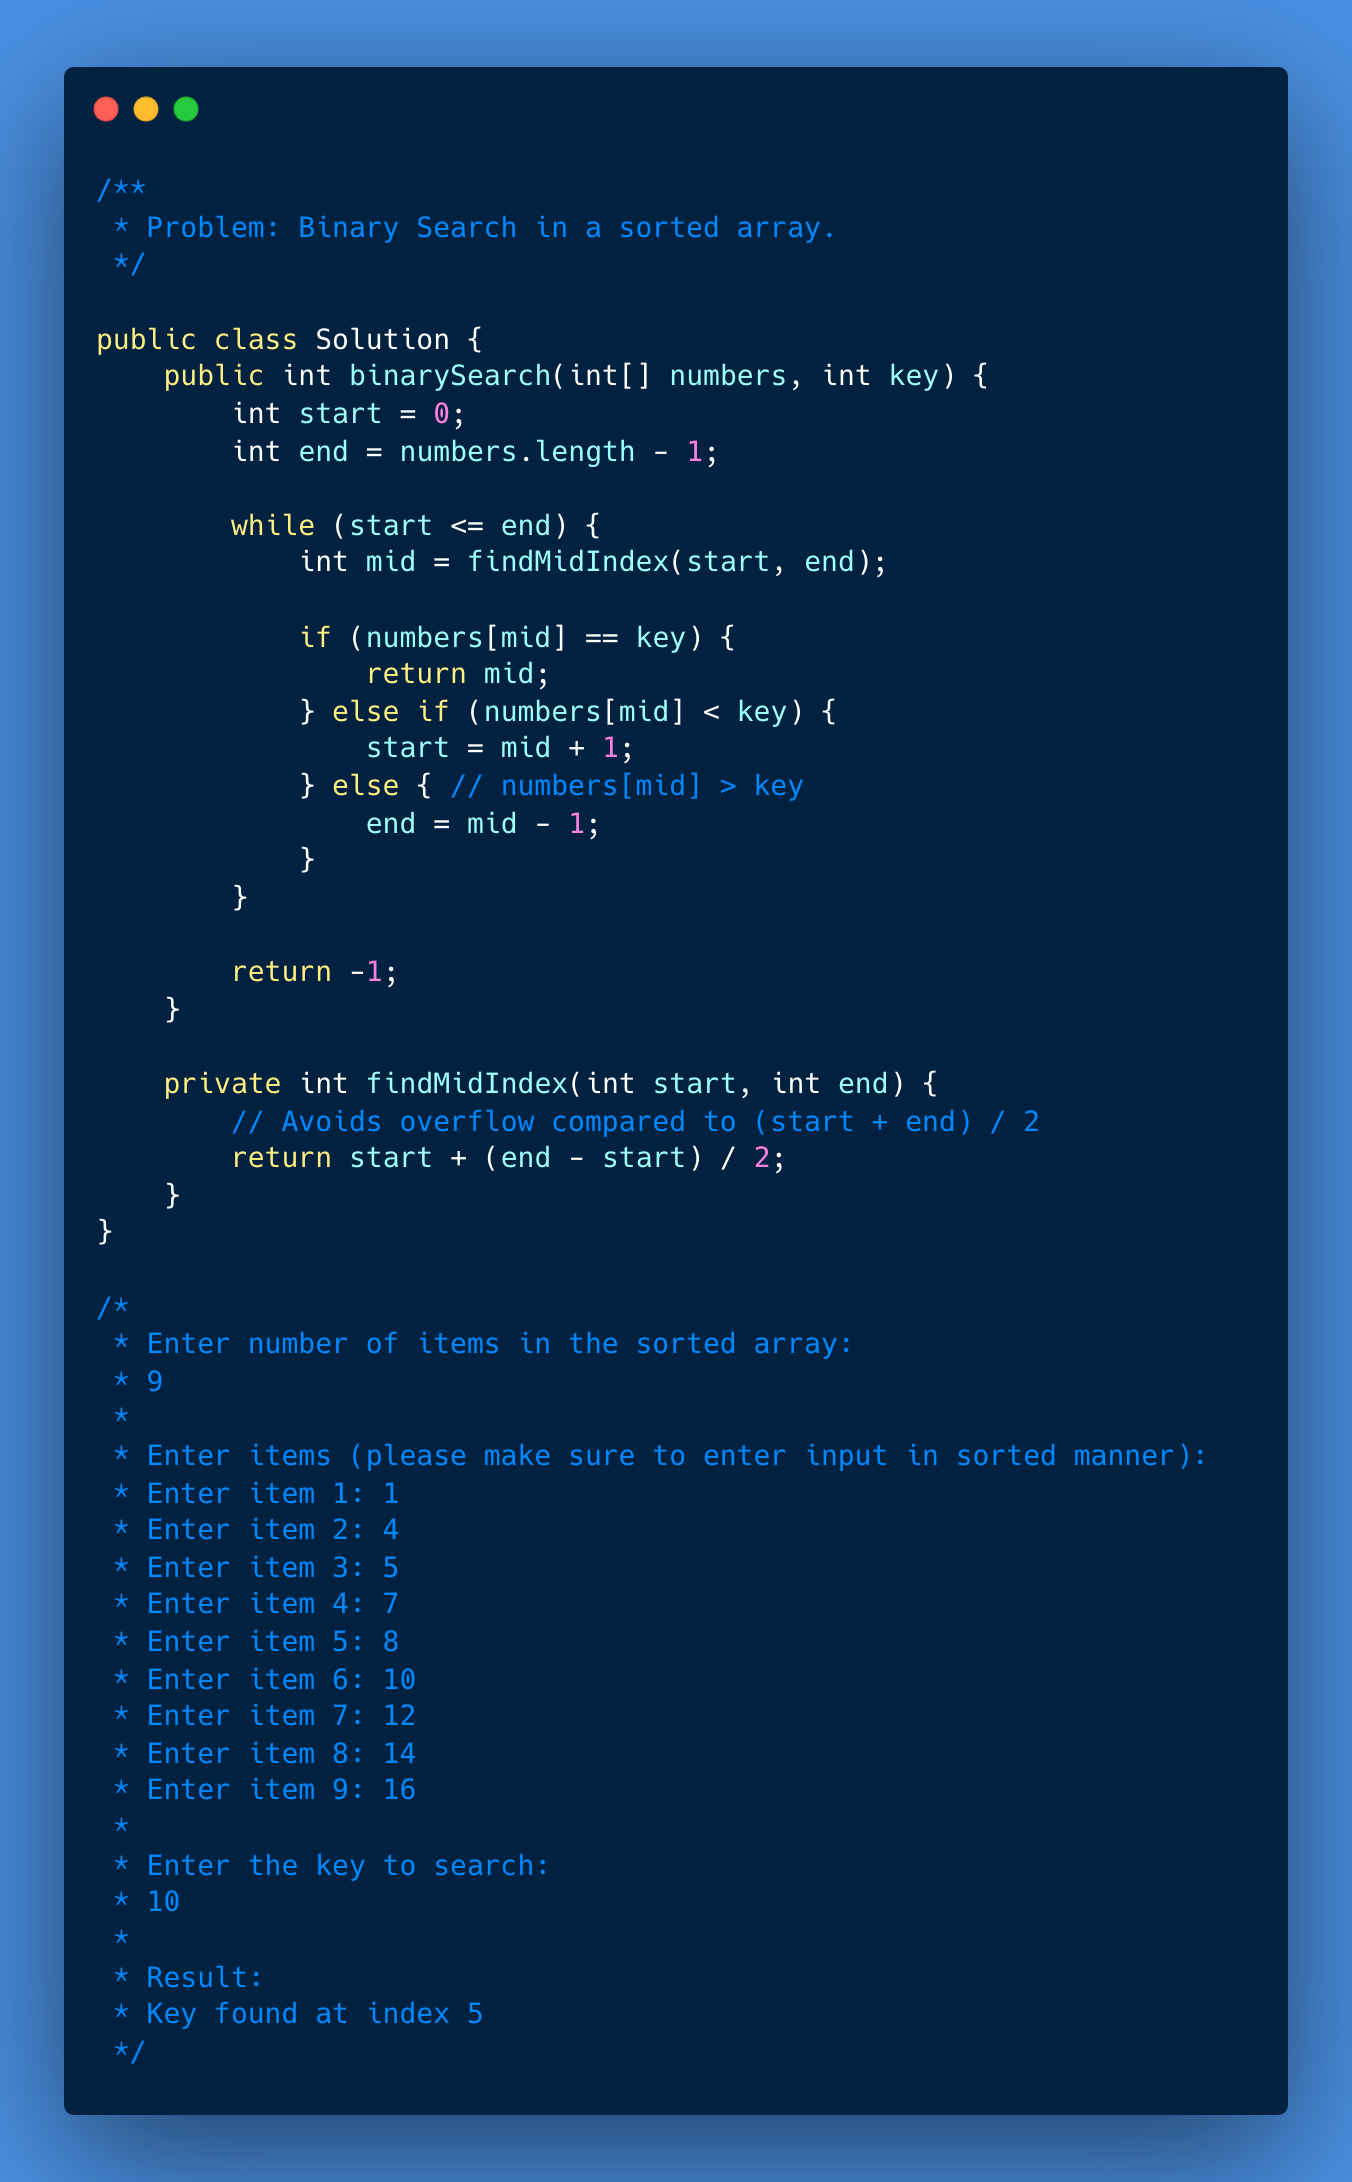 /**
 * Problem: Binary Search in a sorted array.
 */

public class Solution {
    public int binarySearch(int[] numbers, int key) {
        int start = 0;
        int end = numbers.length - 1;

        while (start <= end) {
            int mid = findMidIndex(start, end);

            if (numbers[mid] == key) {
                return mid;
            } else if (numbers[mid] < key) {
                start = mid + 1;
            } else { // numbers[mid] > key
                end = mid - 1;
            }
        }

        return -1;
    }

    private int findMidIndex(int start, int end) {
        // Avoids overflow compared to (start + end) / 2
        return start + (end - start) / 2;
    }
}

/*
 * Enter number of items in the sorted array:
 * 9
 *
 * Enter items (please make sure to enter input in sorted manner):
 * Enter item 1: 1
 * Enter item 2: 4
 * Enter item 3: 5
 * Enter item 4: 7
 * Enter item 5: 8
 * Enter item 6: 10
 * Enter item 7: 12
 * Enter item 8: 14
 * Enter item 9: 16
 *
 * Enter the key to search:
 * 10
 *
 * Result:
 * Key found at index 5
 */